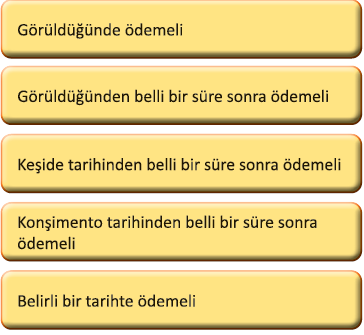 Görüldüğünde ödemeli
Görüldüğünden belli bir süre sonra ödemeli
Keşide tarihinden belli bir süre sonra ödemeli
Konşimento tarihinden belli bir süre sonra
ödemeli
Belirli bir tarihte ödemeli